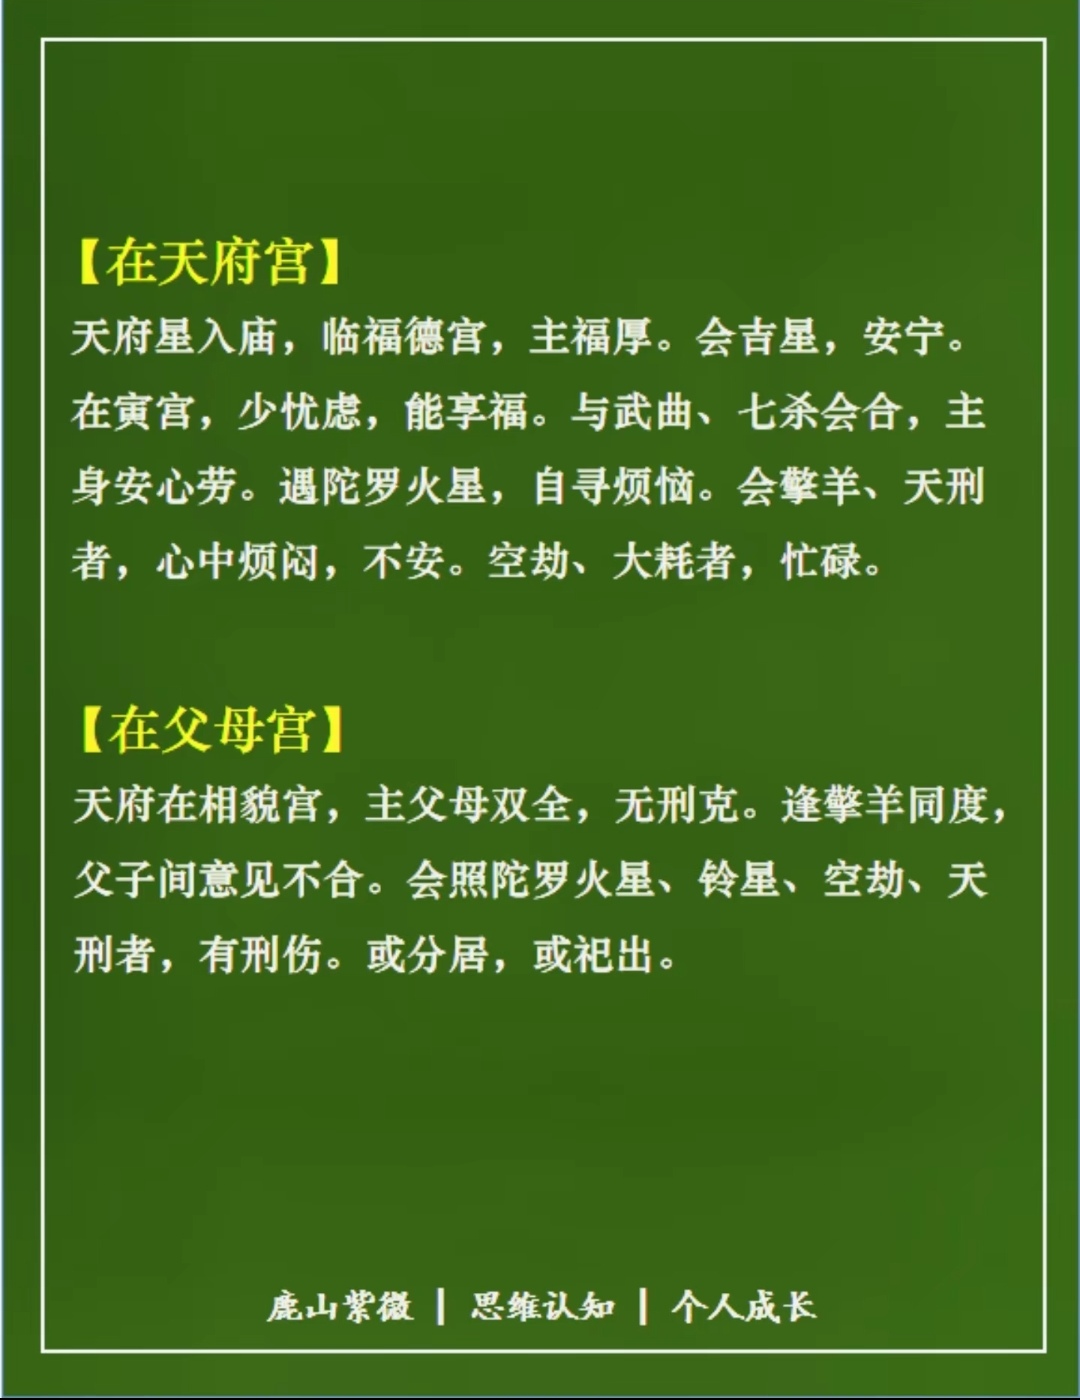 【在天府宫】
天府星入庙，临福德宫，主福厚。会吉星，安宁。
在寅宫，少忧虑，能享福。与武曲、七杀会合，主
身安心劳。遇陀罗火星，自寻烦恼。会擎羊、天刑
者，心中烦闷，不安。空劫、大耗者，忙碌。
【在父母宫】
天府在相貌宫，主父母双全，无刑克。逢擎羊同度，
父子间意见不合。会照陀罗火星、铃星、空劫、天
刑者，有刑伤。或分居，或祀出。
鹿山紫微 | 思维认知 | 个人成长